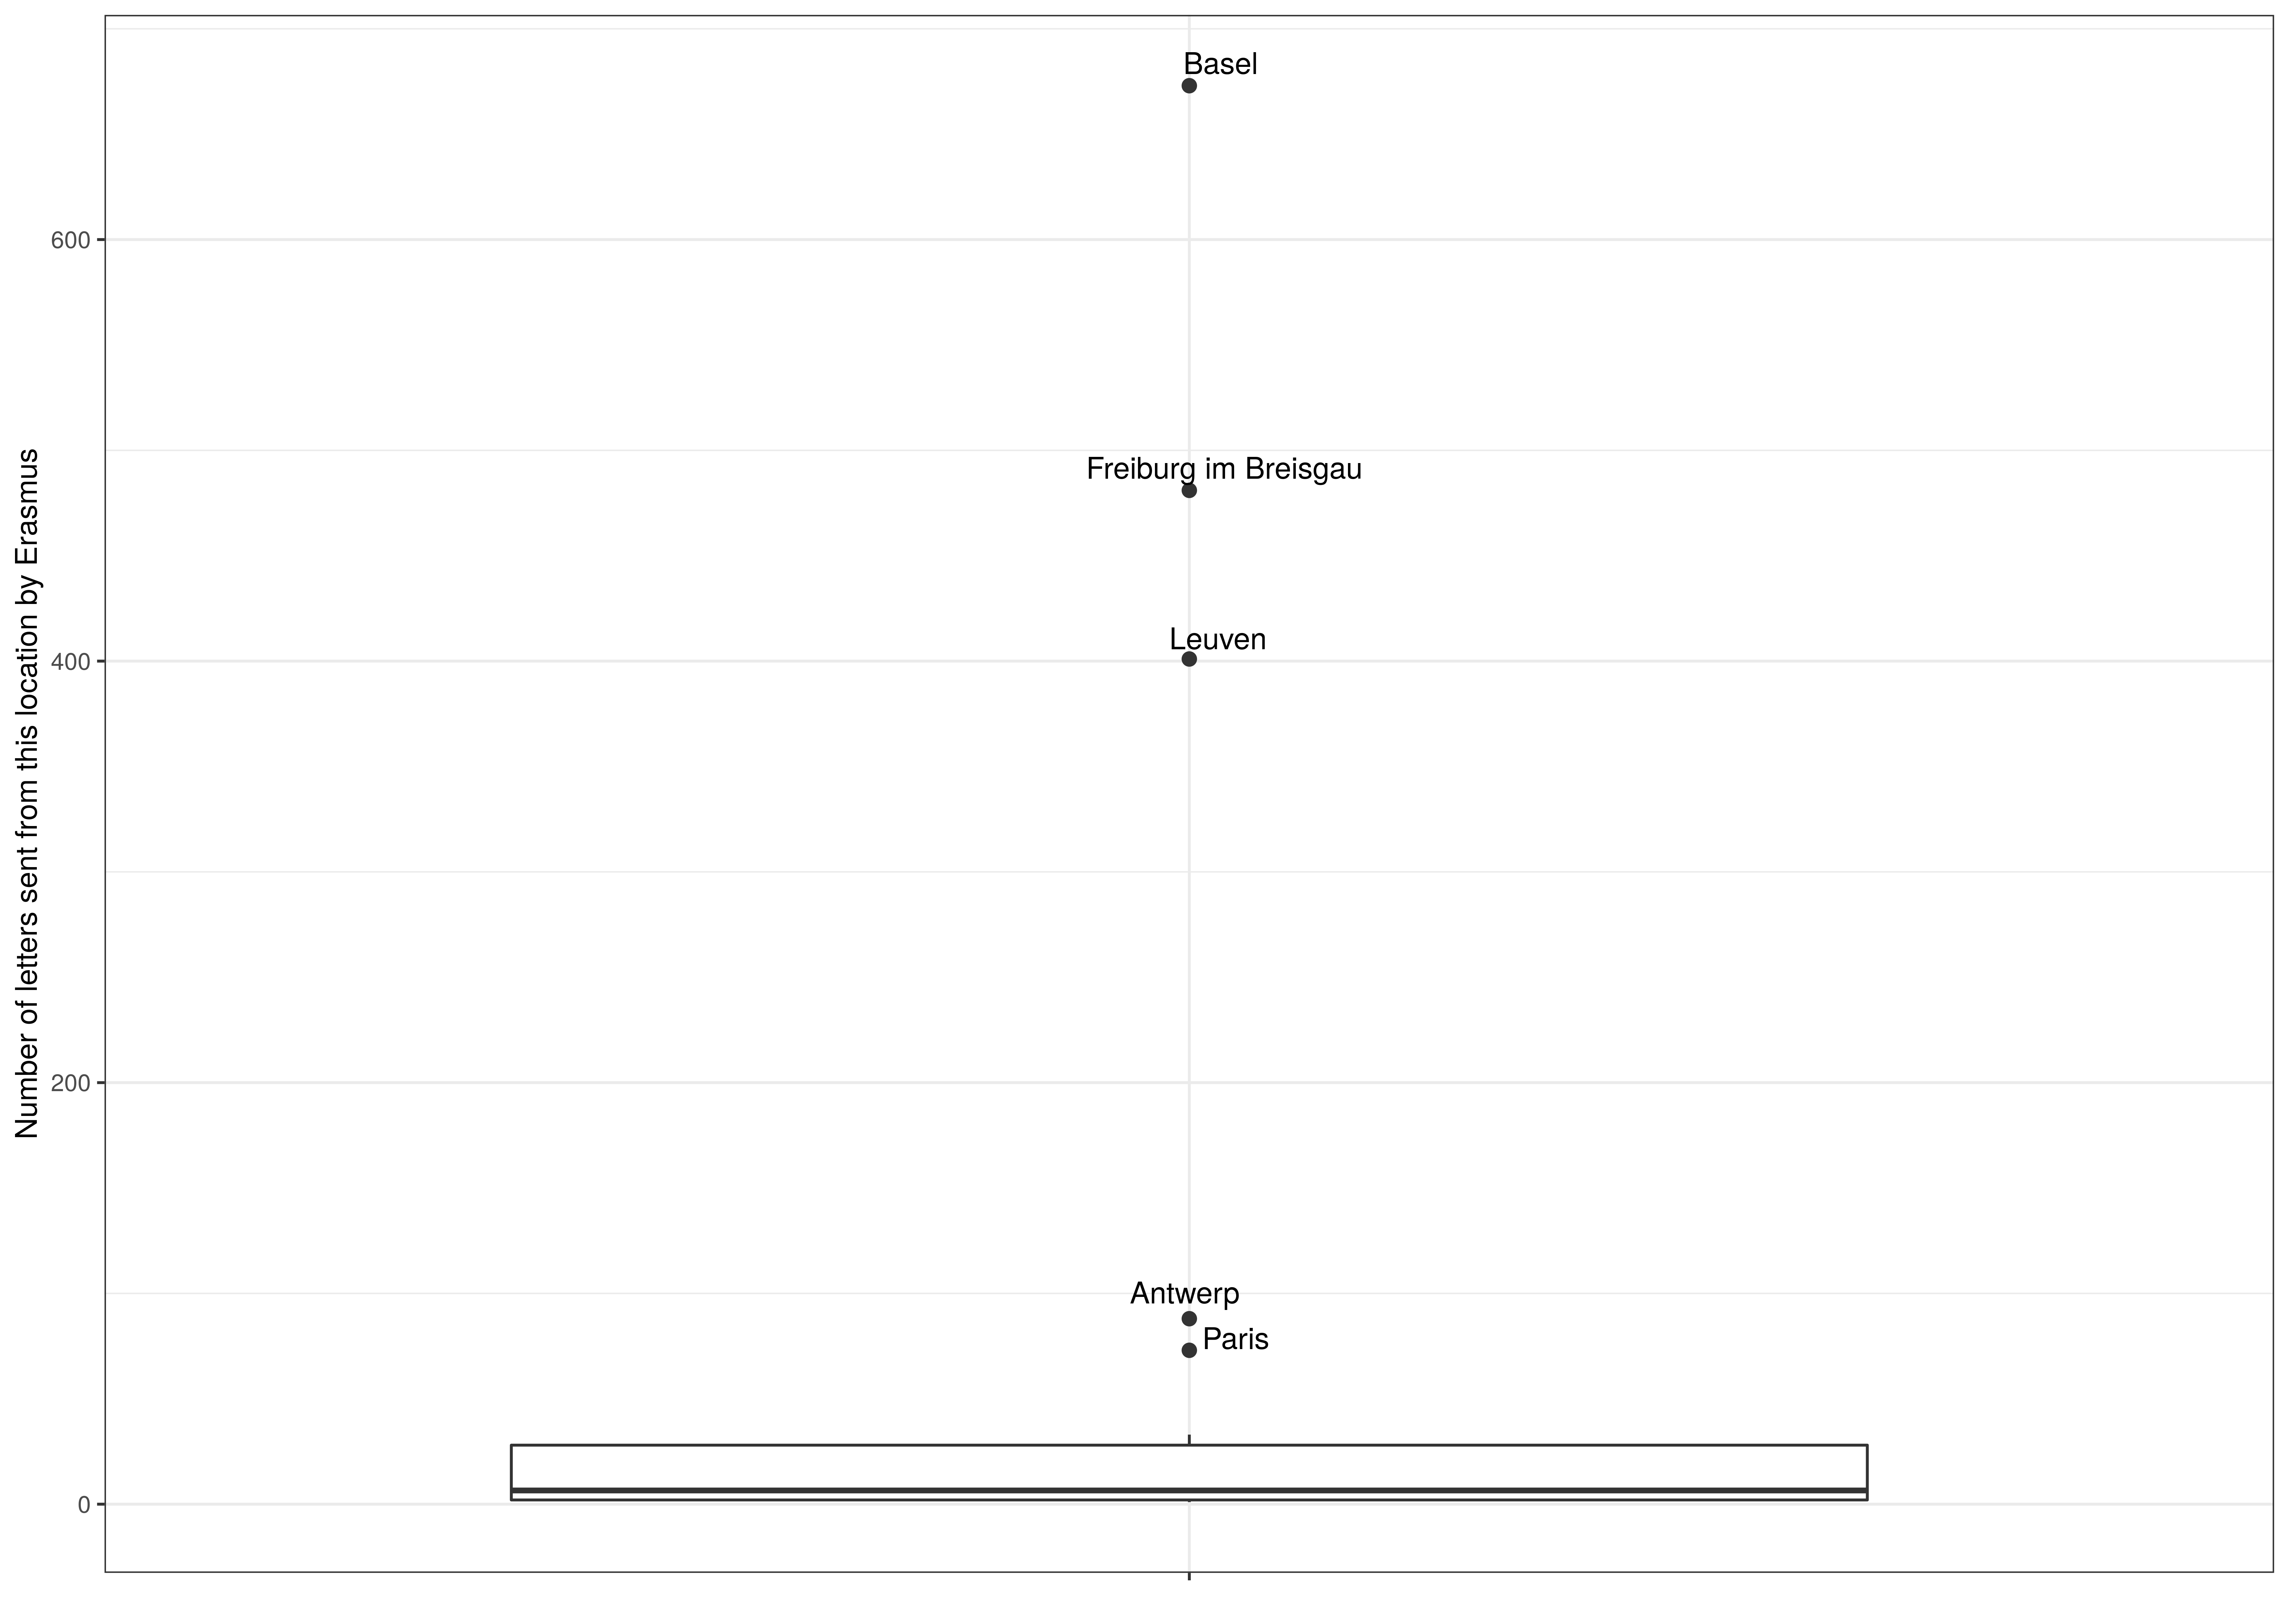 Number of letters sent from this location by Erasmus
Basel
600
Freiburg im Breisgau
Leuven
400
200
Antwerp
Paris
0